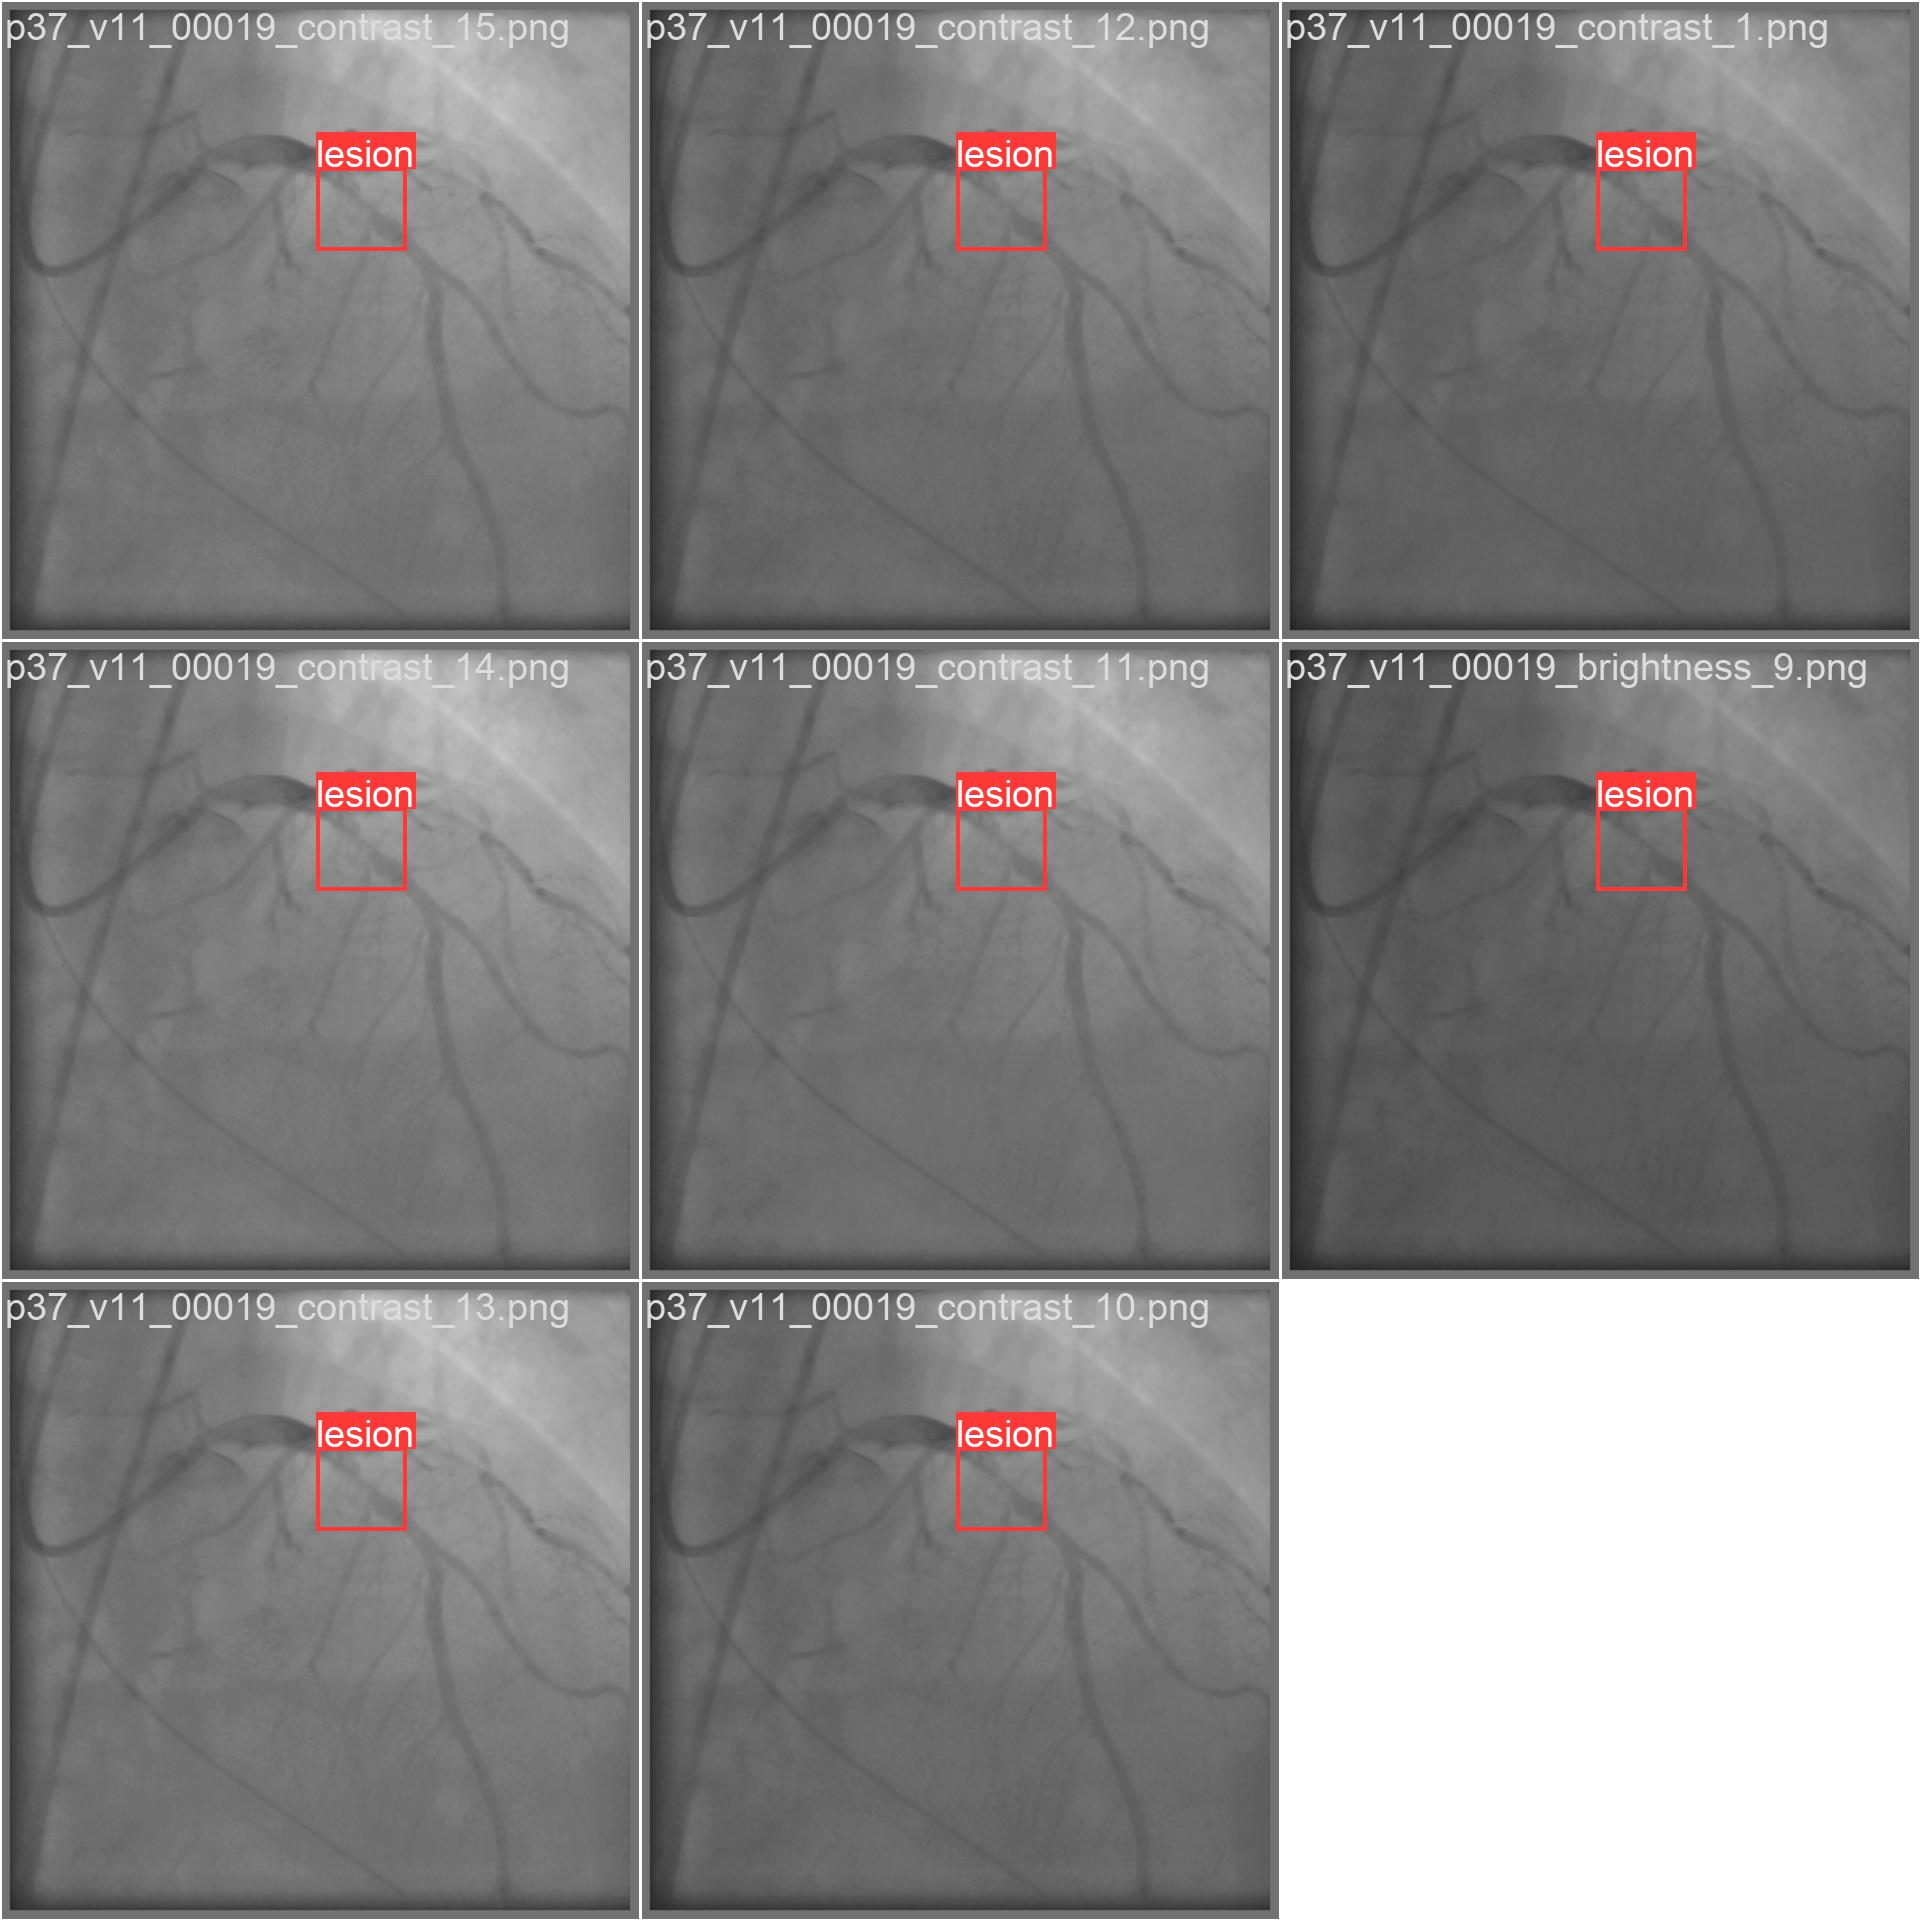 p37_v11_00019_contrast_15.png
lesion
p37_v11_00019_contrast_12.png
lesion
p37_v11_00019_contrast_1.png
lesion
p37_v11_00019_contrast_14.png
lesion
p37_v11_00019_contrast_11.png
lesion
p37_v11_00019_brightness_9.png
lesion
p37_v11_00019_contrast_13.png
lesion
p37_v11_00019_contrast_10.png
lesion